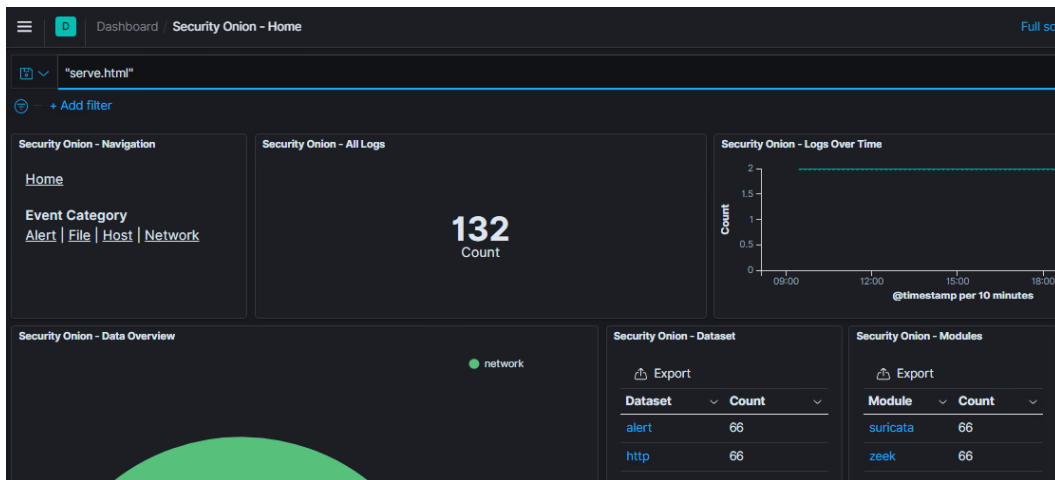 D Dashboard / Security Onion - Home
"serve.html"
+ Add filter
Security Onion - Navigation
Home
Event Category
Alert | File | Host | Network
Security Onion - All Logs
132
Count
Security Onion - Logs Over Time
2
1.5
1
0.5
0
Count
09:00 12:00 15:00 18:00
@timestamp per 10 minutes
Security Onion - Data Overview
network
Security Onion - Dataset
Export
Dataset Count
alert 66
http 66
Security Onion - Modules
Export
Module Count
suricata 66
zeek 66